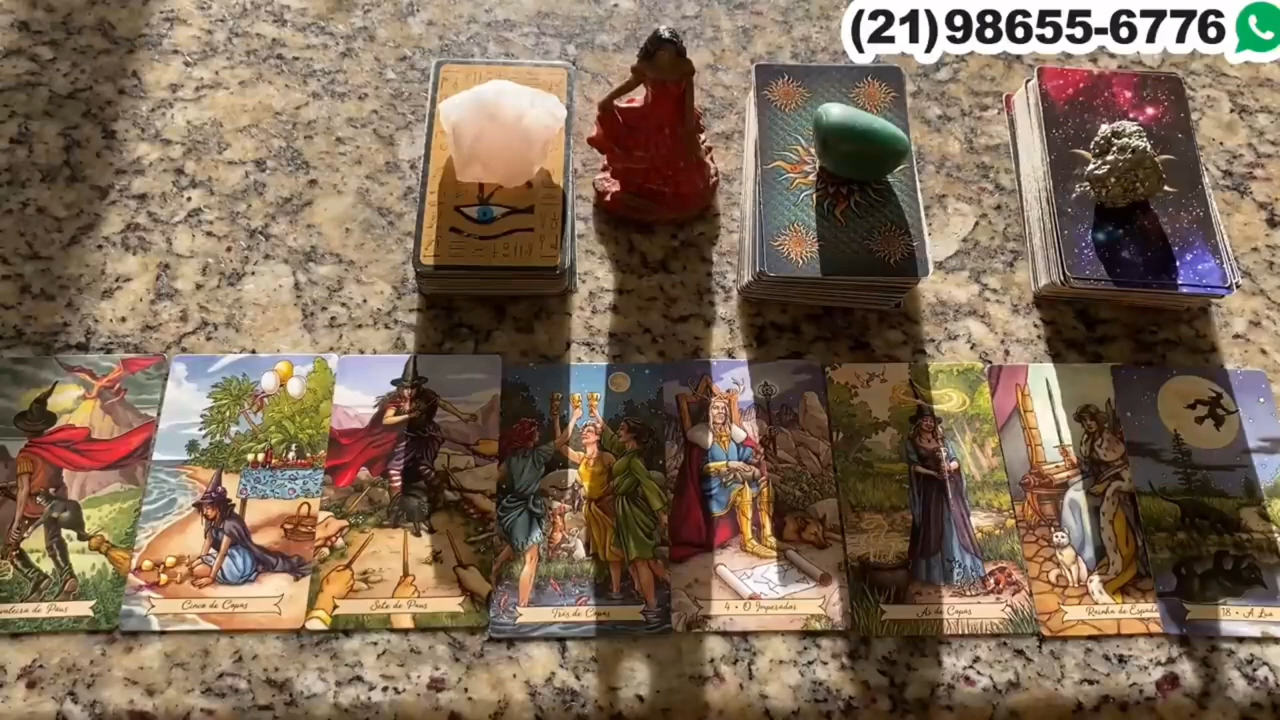 (21)98655-6776
Cinco de Copas
Sete de Paus
Três de Copas
4 • O Imperador
Ás de Copas
Rainha de Espada
18 • A Lua